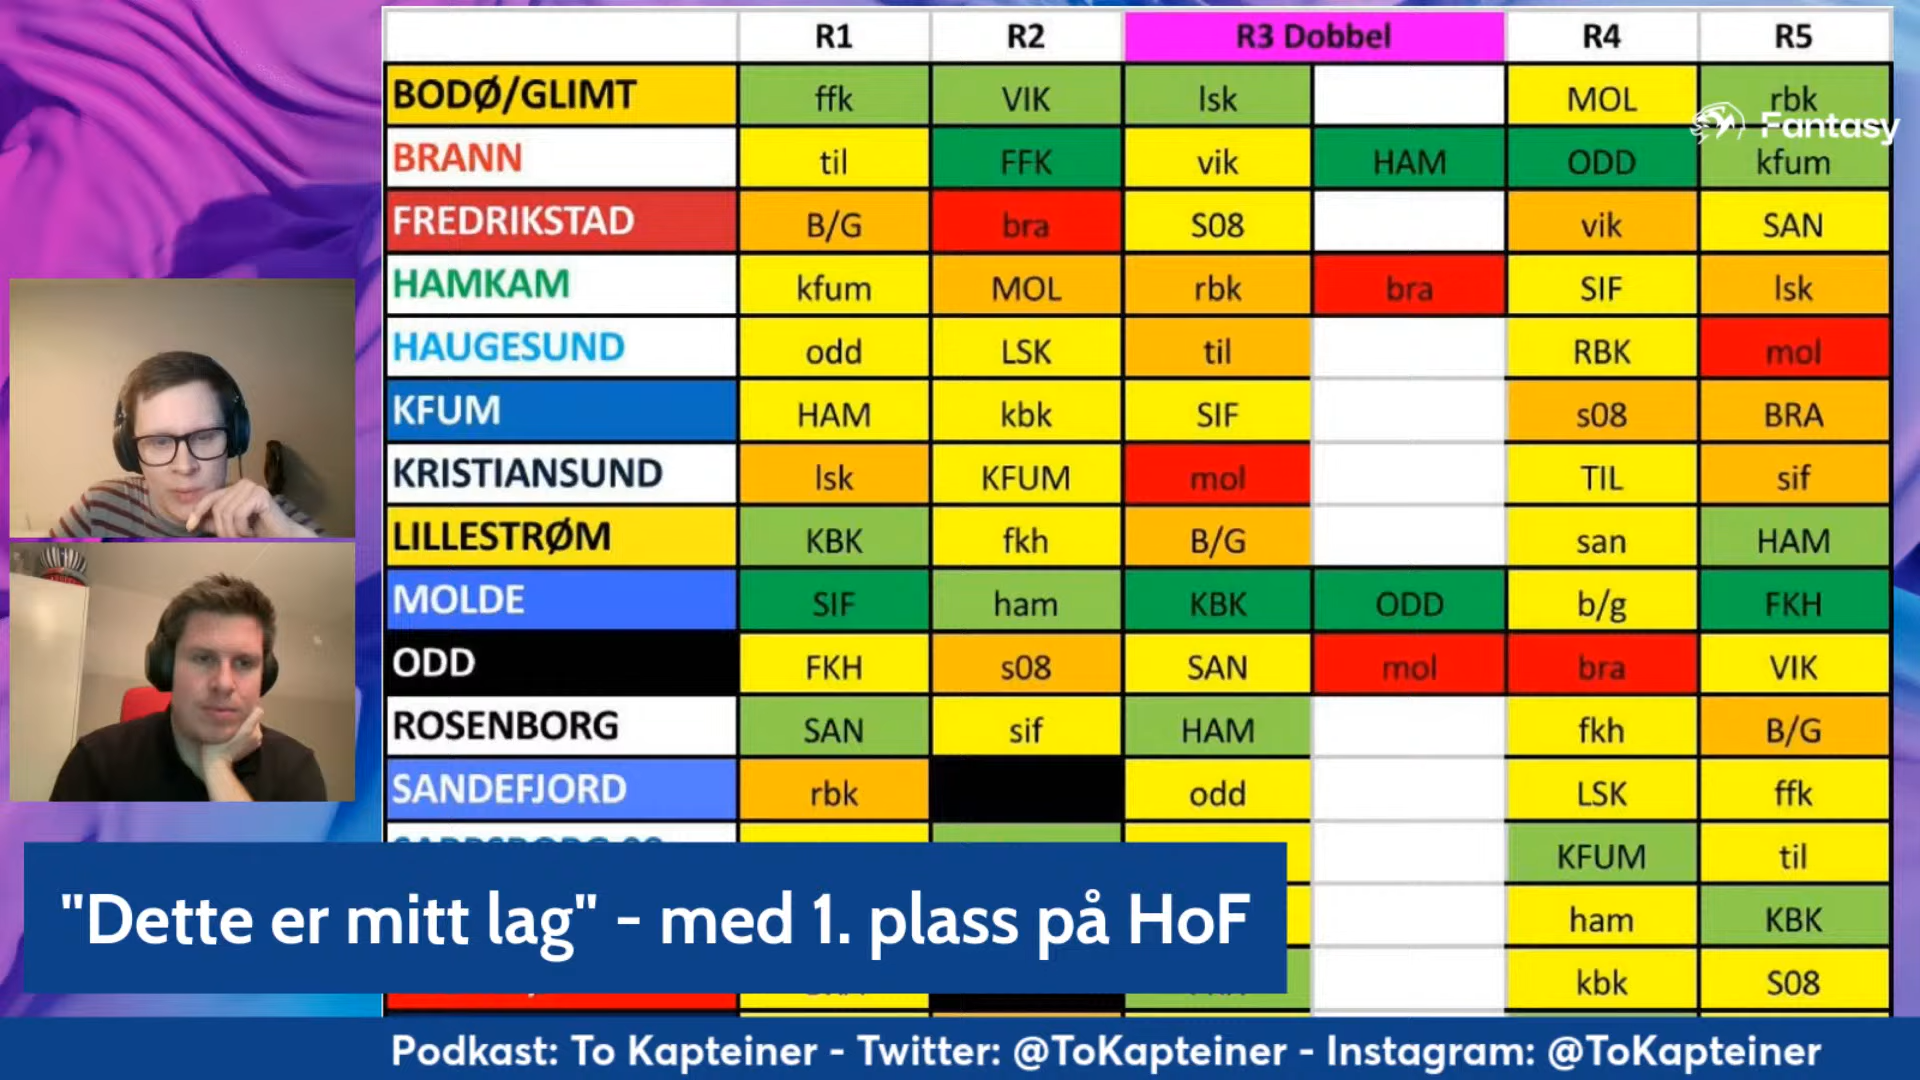 R1 R2 R3 Dobbel R4 R5
BODØ/GLIMT ffk VIK lsk MOL rbk
Fantasy
BRANN til FFK vik HAM ODD kfum
FREDRIKSTAD B/G bra S08 vik SAN
HAMKAM kfum MOL rbk bra SIF lsk
HAUGESUND odd LSK til RBK mol
KFUM HAM kbk SIF s08 BRA
KRISTIANSUND lsk KFUM mol TIL sif
LILLESTRØM KBK fkh B/G san HAM
MOLDE SIF ham KBK ODD b/g FKH
ODD FKH s08 SAN mol bra VIK
ROSENBORG SAN sif HAM fkh B/G
SANDEFJORD rbk odd LSK ffk
KFUM til
ham KBK
kbk S08
"Dette er mitt lag" - med 1. plass på HoF
Podkast: To Kapteiner - Twitter: @ToKapteiner - Instagram: @ToKapteiner